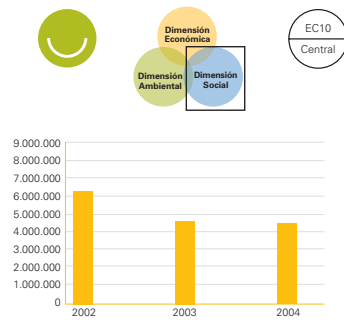 Dimensión
Económica
Dimensión
Ambiental
Dimensión
Social
EC10
Central
9.000.000
8.000.000
7.000.000
6.000.000
5.000.000
4.000.000
3.000.000
2.000.000
1.000.000
0
2002
2003
2004